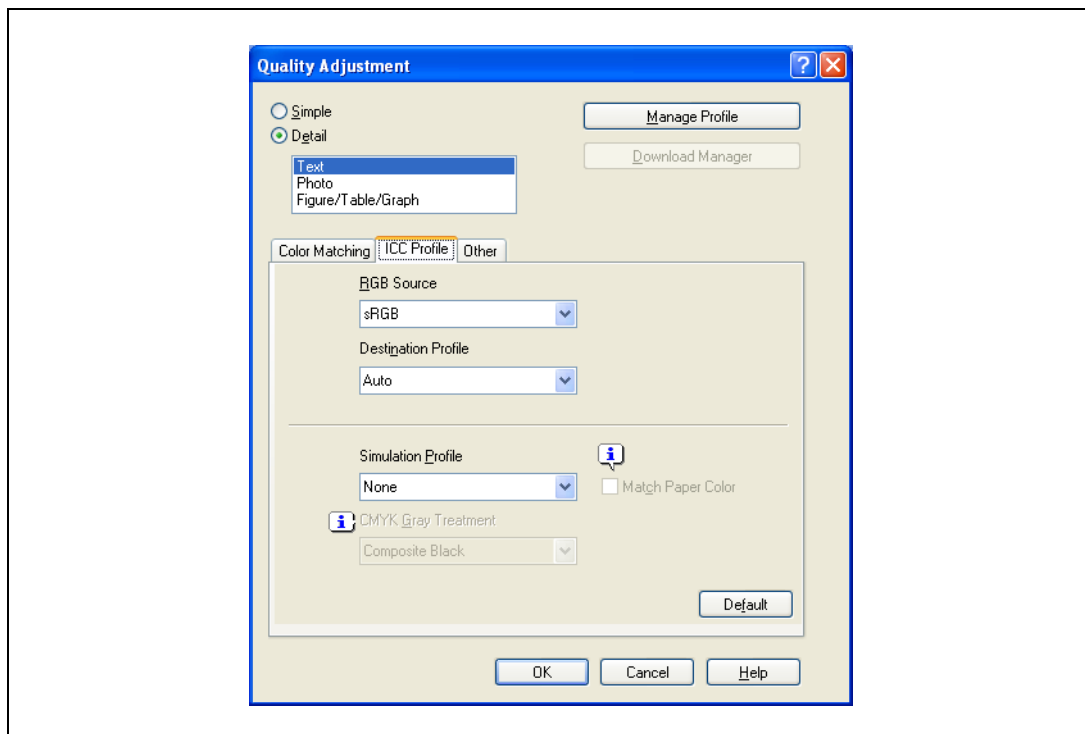 Quality Adjustment
Simple
Detail
Manage Profile
Download Manager
Text
Photo
Figure/Table/Graph
Color Matching
ICC Profile
Other
RGB Source
sRGB
Destination Profile
Auto
Simulation Profile
None
Match Paper Color
CMYK Gray Treatment
Composite Black
Default
OK
Cancel
Help